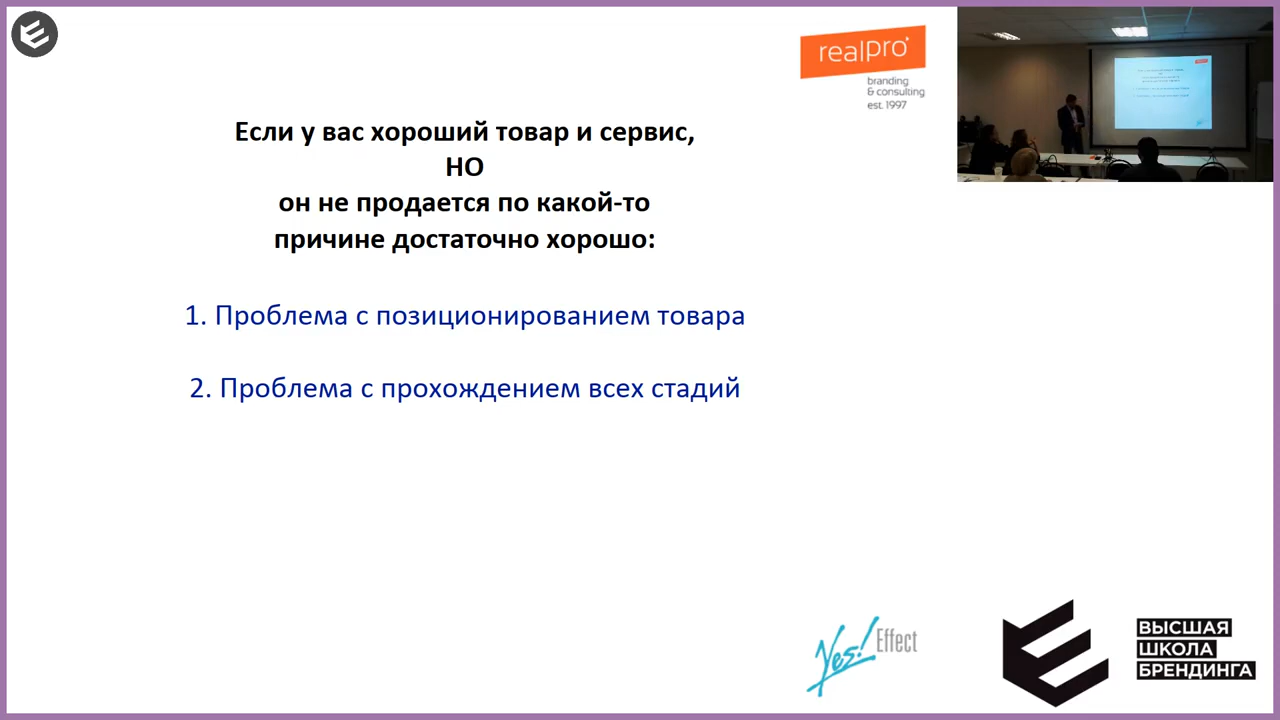 realpro
branding
& consulting
est. 1997
Если у вас хороший товар и сервис,
НО
он не продается по какой-то
причине достаточно хорошо:
1. Проблема с позиционированием товара
2. Проблема с прохождением всех стадий
Yes! Effect
ВЫСШАЯ
ШКОЛА
БРЕНДИНГА